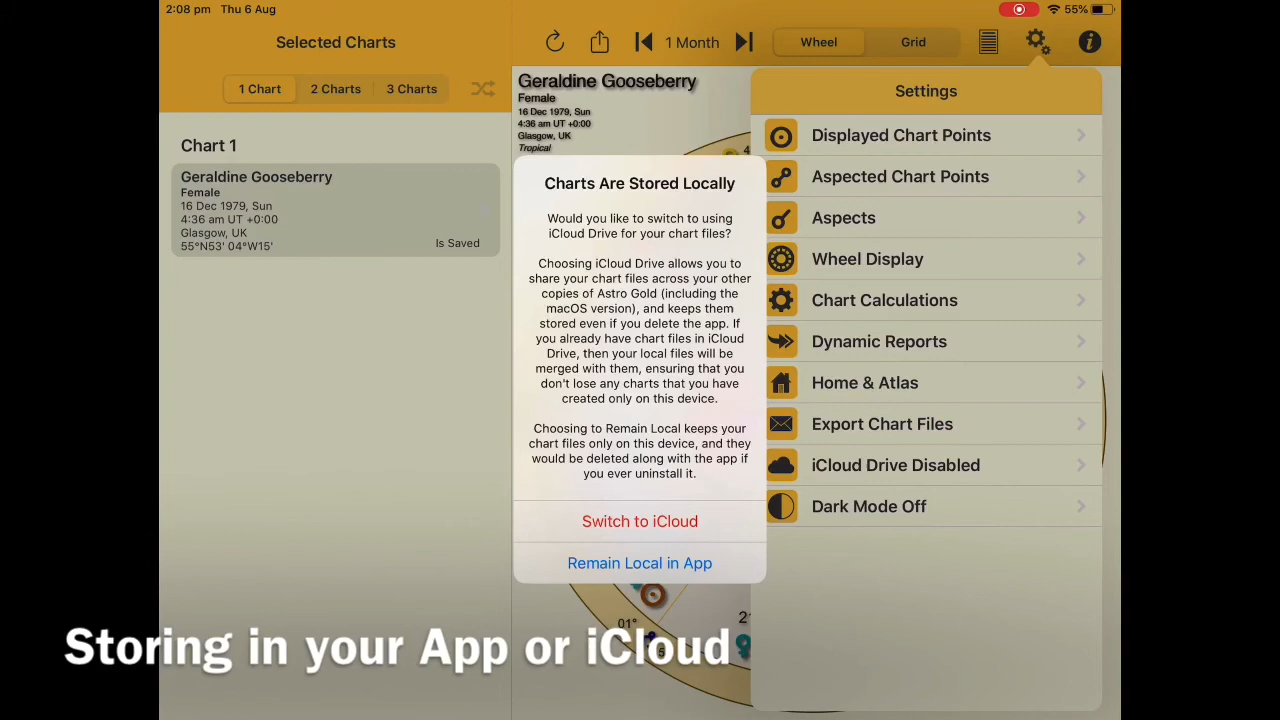 2:08 pm Thu 6 Aug
55%
Selected Charts
1 Month
Wheel
Grid
1 Chart
2 Charts
3 Charts
Chart 1
Geraldine Gooseberry
Female
16 Dec 1979, Sun
4:36 am UT +0:00
Glasgow, UK
55°N53' 04°W15'
Is Saved
Geraldine Gooseberry
Female
16 Dec 1979, Sun
4:36 am UT +0:00
Glasgow, UK
Tropical
Charts Are Stored Locally
Would you like to switch to using
iCloud Drive for your chart files?
Choosing iCloud Drive allows you to
share your chart files across your other
copies of Astro Gold (including the
macOS version), and keeps them
stored even if you delete the app. If
you already have chart files in iCloud
Drive, then your local files will be
merged with them, ensuring that you
don't lose any charts that you have
created only on this device.
Choosing to Remain Local keeps your
chart files only on this device, and they
would be deleted along with the app if
you ever uninstall it.
Switch to iCloud
Remain Local in App
Settings
Displayed Chart Points
Aspected Chart Points
Aspects
Wheel Display
Chart Calculations
Dynamic Reports
Home & Atlas
Export Chart Files
iCloud Drive Disabled
Dark Mode Off
01°
Storing in your App or iCloud